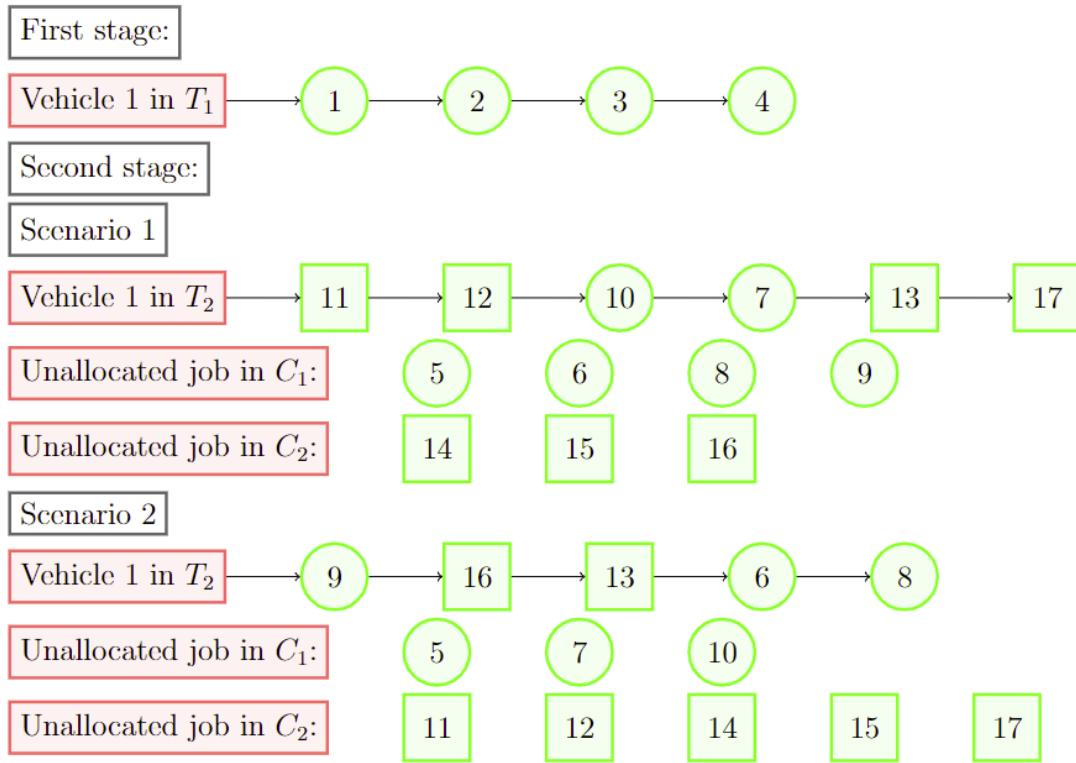 First stage:
Vehicle 1 in T₁ 1 2 3 4
Second stage:
Scenario 1
Vehicle 1 in T₂ 11 12 10 7 13 17
Unallocated job in C₁: 5 6 8 9
Unallocated job in C₂: 14 15 16
Scenario 2
Vehicle 1 in T₂ 9 16 13 6 8
Unallocated job in C₁: 5 7 10
Unallocated job in C₂: 11 12 14 15 17